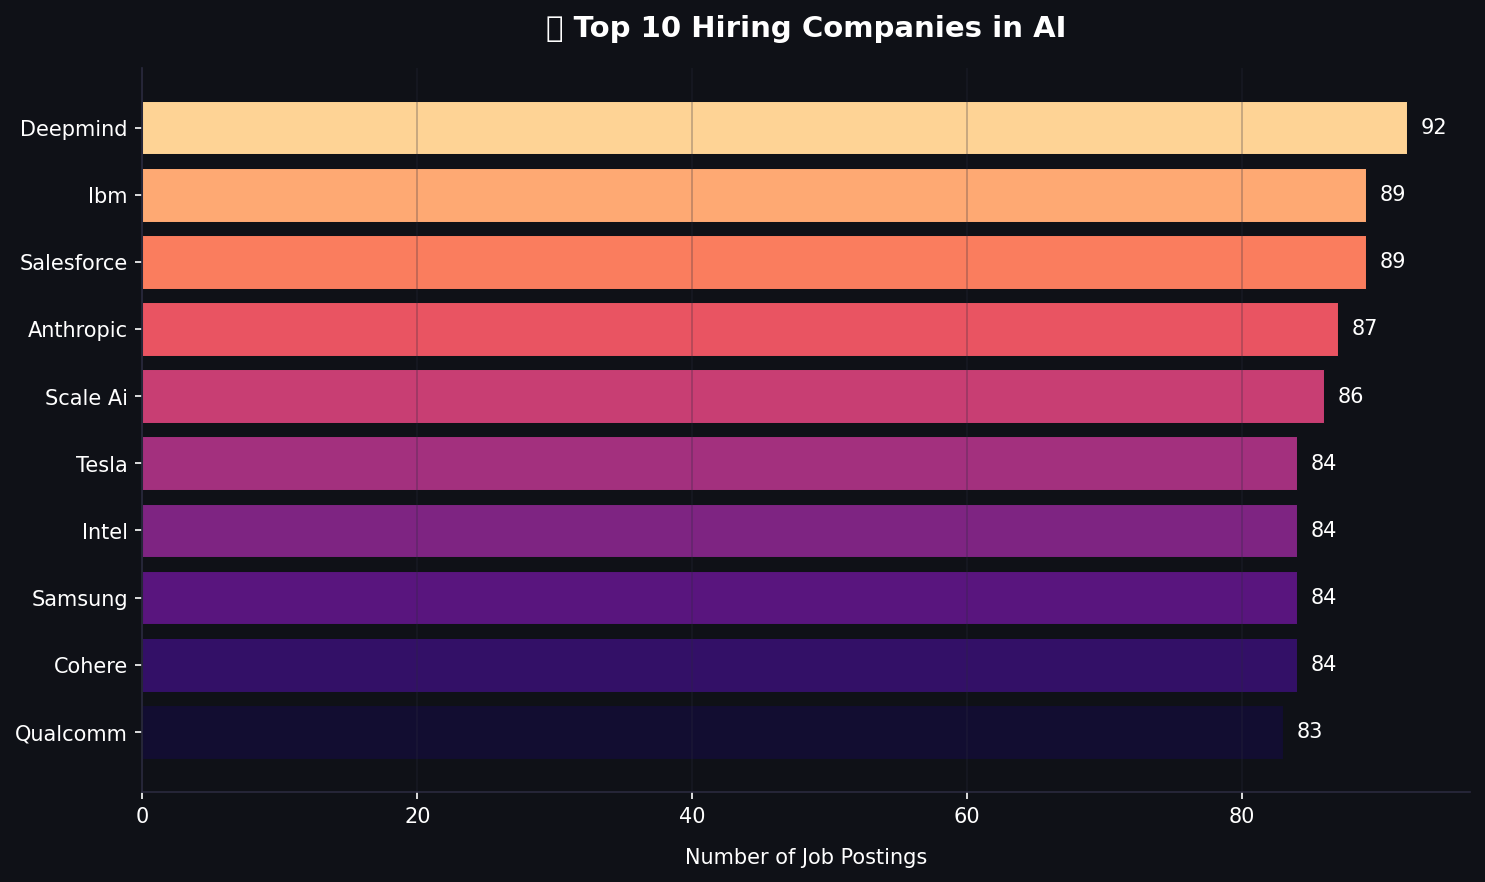 Top 10 Hiring Companies in AI
Deepmind 92
Ibm 89
Salesforce 89
Anthropic 87
Scale Ai 86
Tesla 84
Intel 84
Samsung 84
Cohere 84
Qualcomm 83
0 20 40 60 80
Number of Job Postings